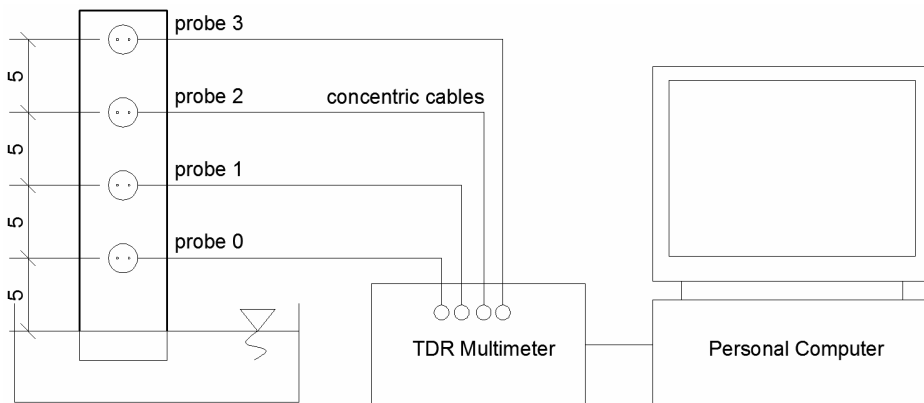 probe 3
5
probe 2
concentric cables
5
probe 1
5
probe 0
5
TDR Multimeter
Personal Computer